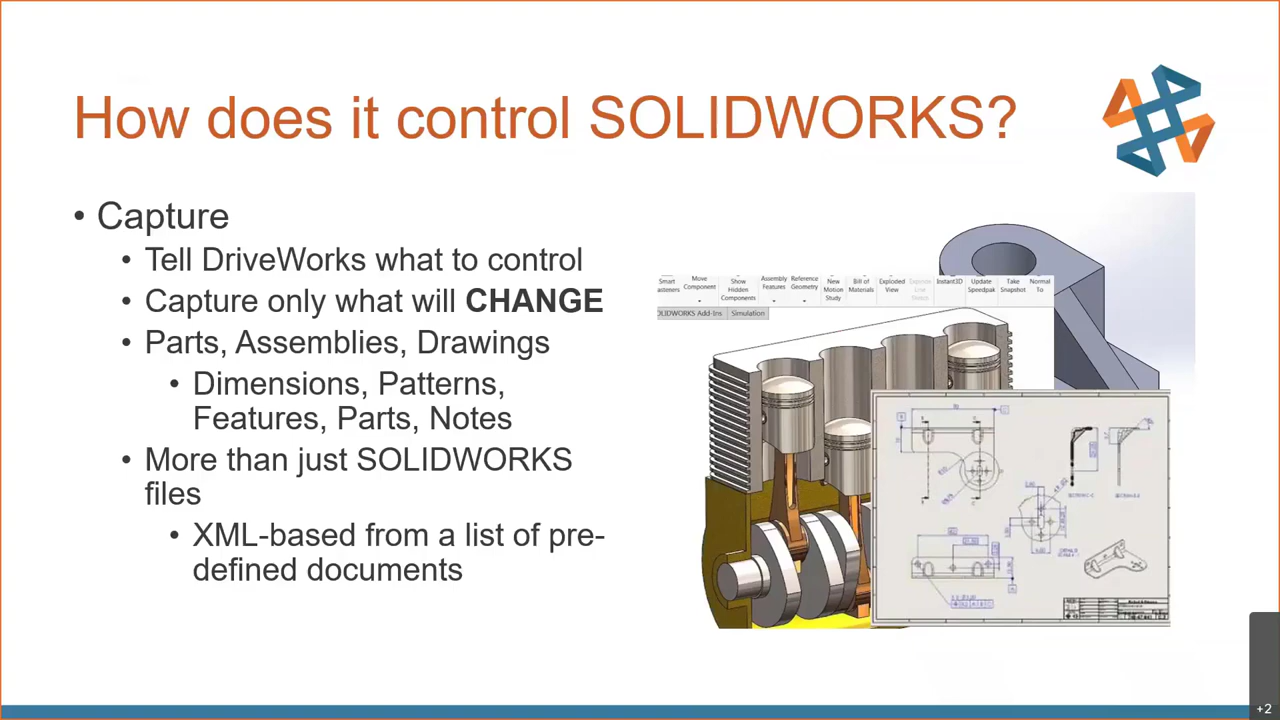 How does it control SOLIDWORKS?
• Capture
• Tell DriveWorks what to control
• Capture only what will CHANGE
• Parts, Assemblies, Drawings
• Dimensions, Patterns,
Features, Parts, Notes
• More than just SOLIDWORKS
files
• XML-based from a list of pre-
defined documents
Smart
Move
Component
Show
Hidden
Components
Assembly
Features
Reference
Geometry
New
Motion
Study
Bill of
Materials
Exploded
View
Instant3D
Update
Speedpak
Take
Snapshot
Normal
To
Simulation
+2